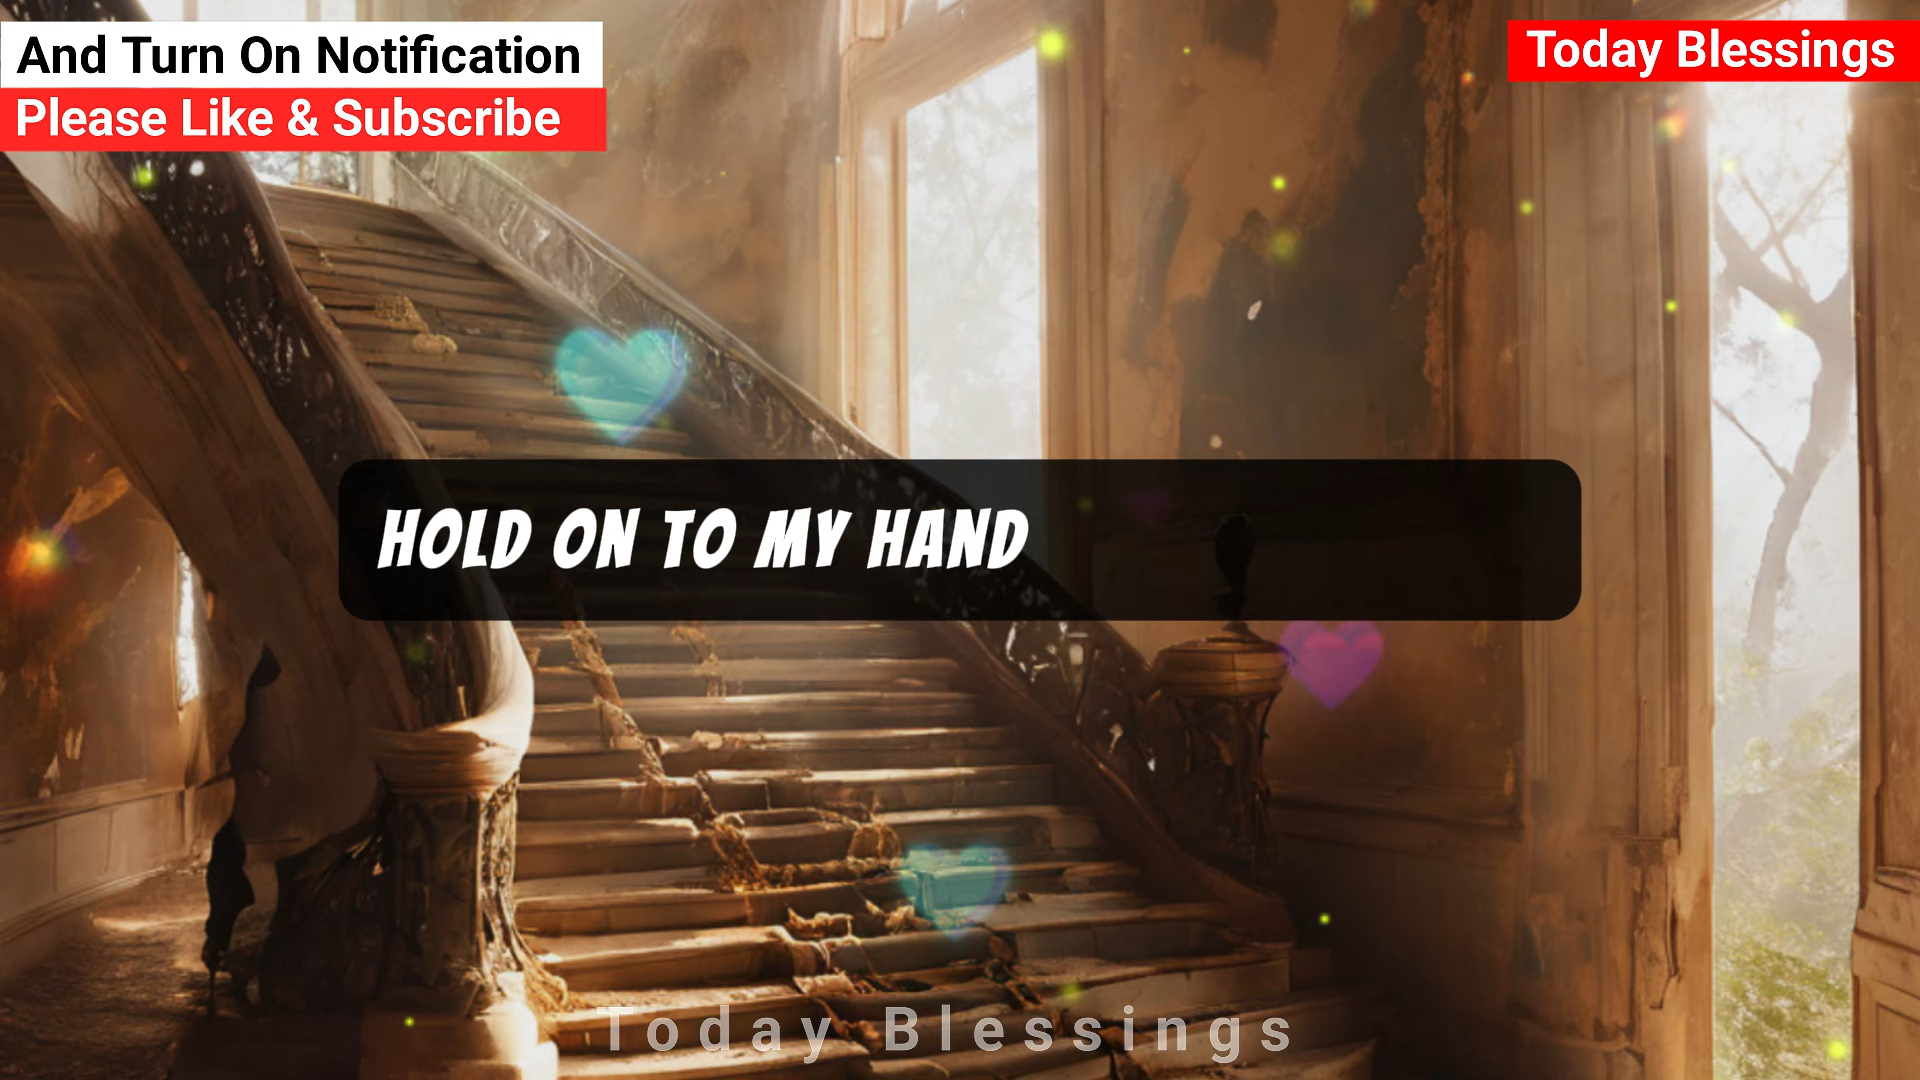 And Turn On Notification
Please Like & Subscribe
Today Blessings
HOLD ON TO MY HAND
Today Blessings